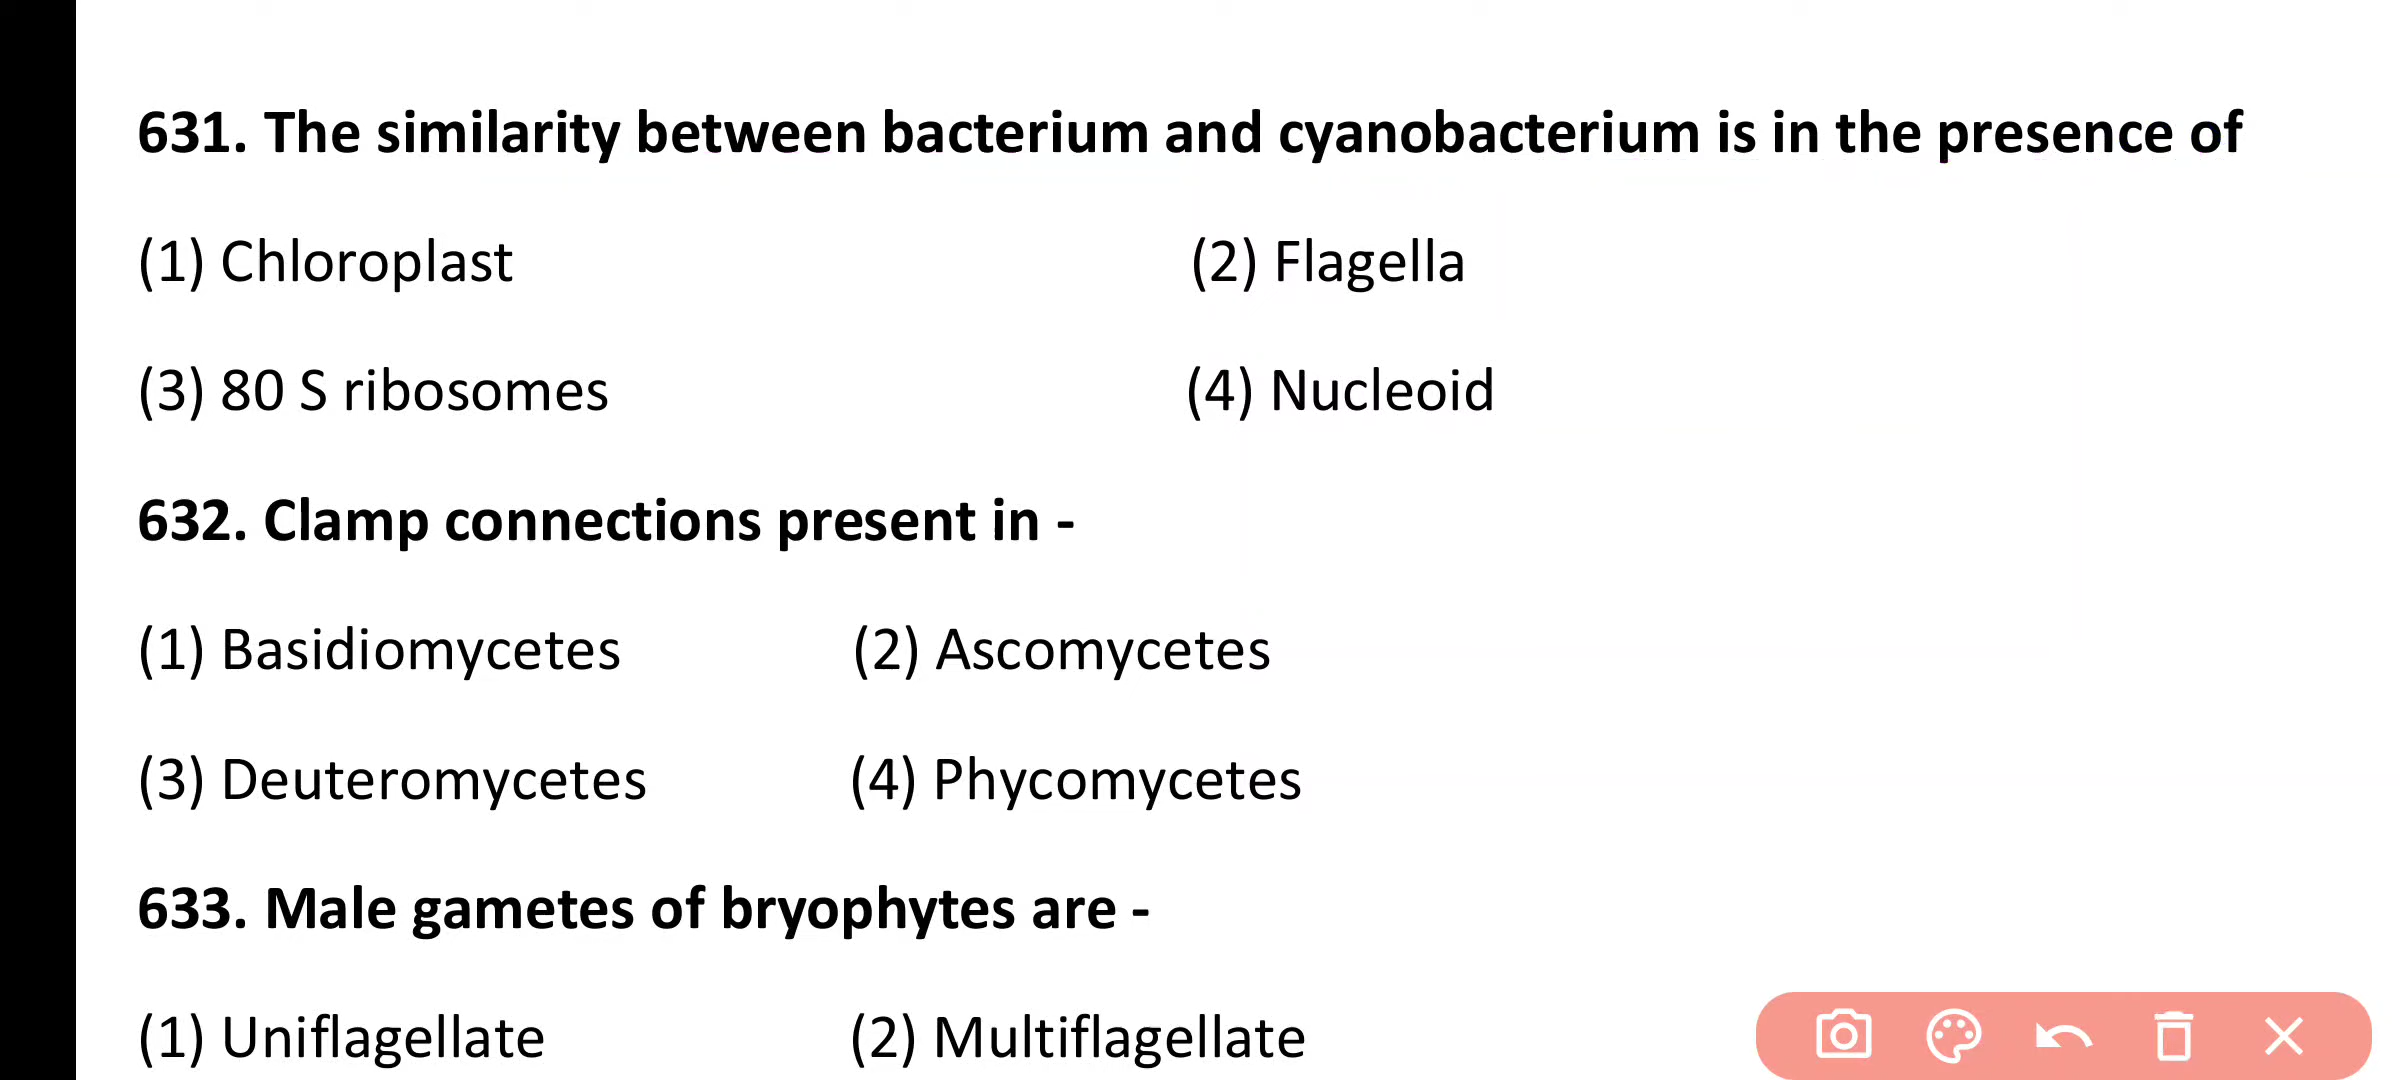 631. The similarity between bacterium and cyanobacterium is in the presence of
(1) Chloroplast (2) Flagella
(3) 80 S ribosomes (4) Nucleoid
632. Clamp connections present in -
(1) Basidiomycetes (2) Ascomycetes
(3) Deuteromycetes (4) Phycomycetes
633. Male gametes of bryophytes are -
(1) Uniflagellate (2) Multiflagellate